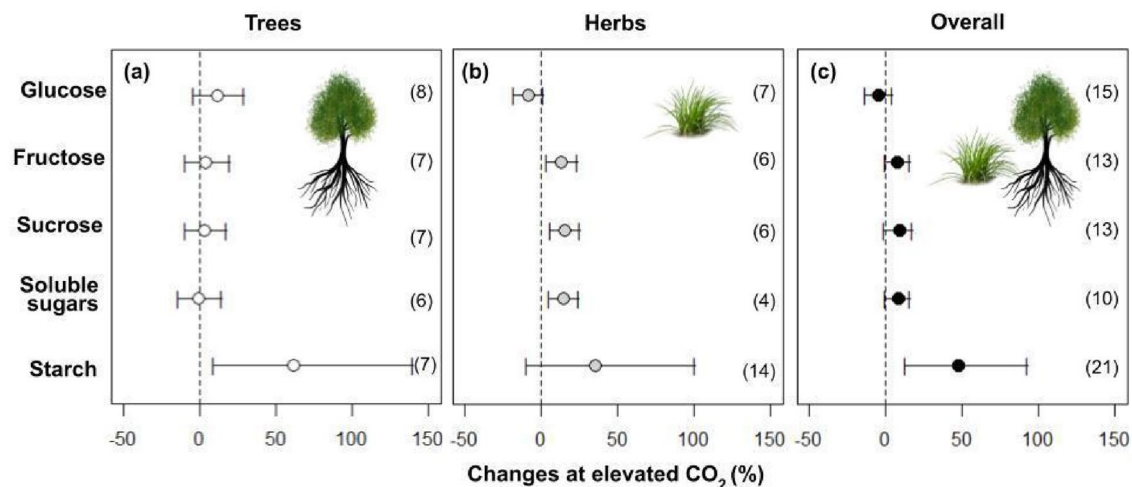 Trees Herbs Overall
(a) (b) (c)
Glucose (8) (7) (15)
Fructose (7) (6) (13)
Sucrose (7) (6) (13)
Soluble
sugars (6) (4) (10)
Starch (7) (14) (21)
-50 0 50 100 150 -50 0 50 100 150 -50 0 50 100 150
Changes at elevated CO₂ (%)